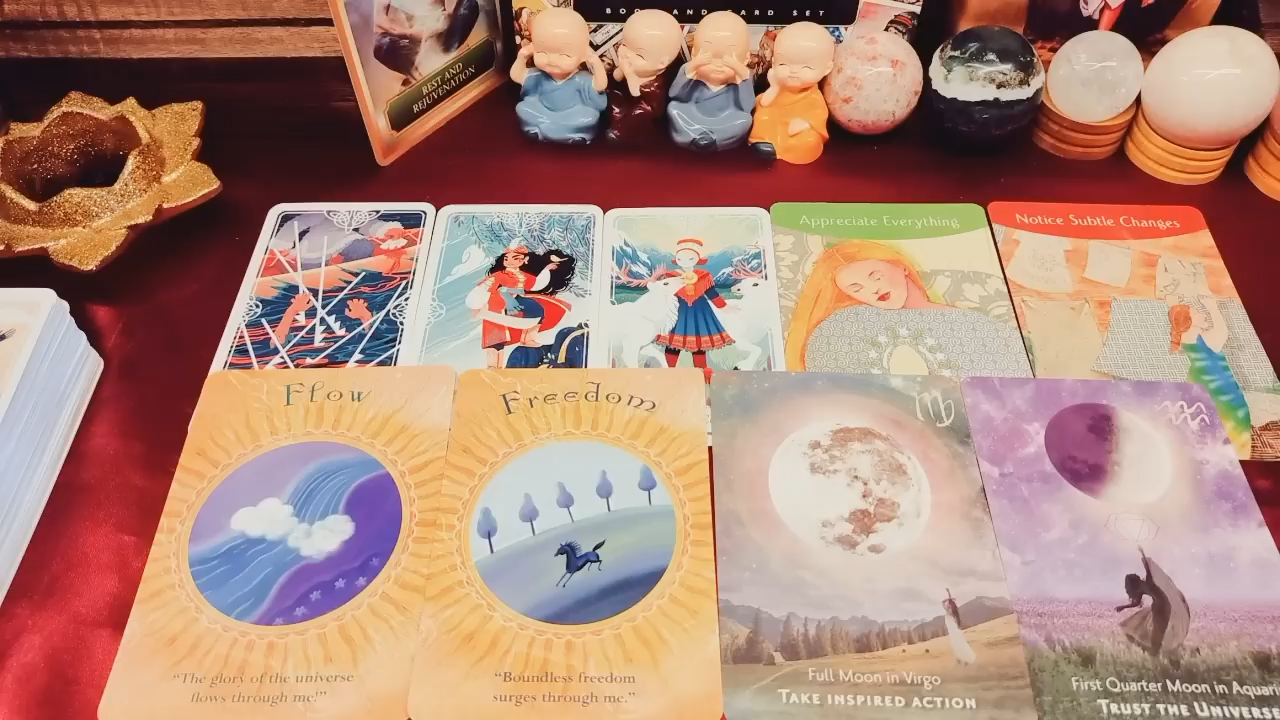 BOOK AND CARD SET
REST AND
REJUVENATION
Appreciate Everything
Notice Subtle Changes
Flow
Freedom
"The glory of the universe
flows through me!"
"Boundless freedom
surges through me."
Full Moon in Virgo
TAKE INSPIRED ACTION
First Quarter Moon in Aquari
TRUST THE UNIVERSE